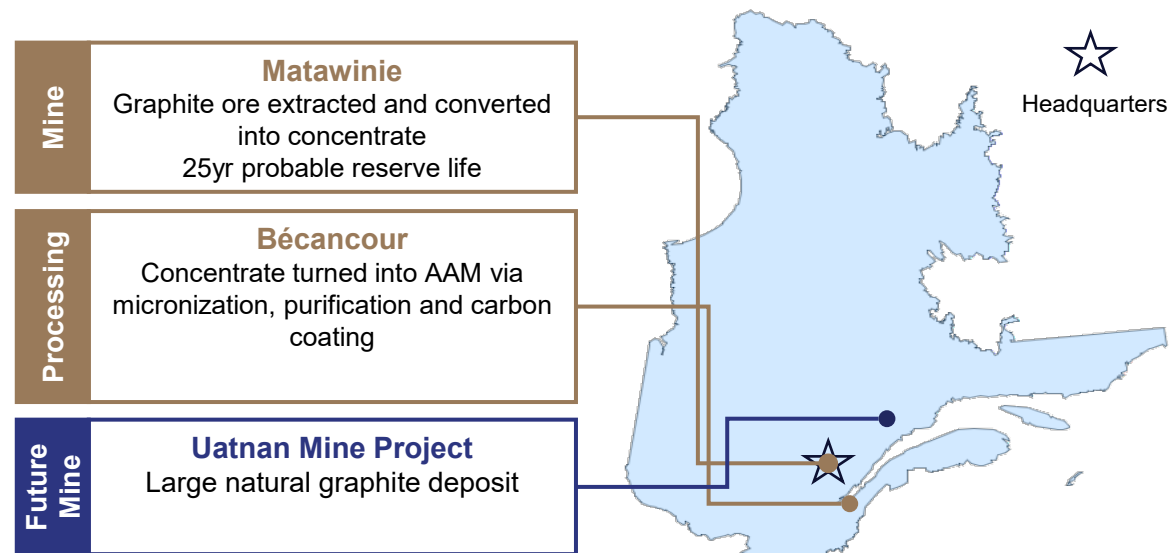 Mine
Matawinie
Graphite ore extracted and converted
into concentrate
25yr probable reserve life
Processing
Bécancour
Concentrate turned into AAM via
micronization, purification and carbon
coating
Future
Mine
Uatnan Mine Project
Large natural graphite deposit
Headquarters